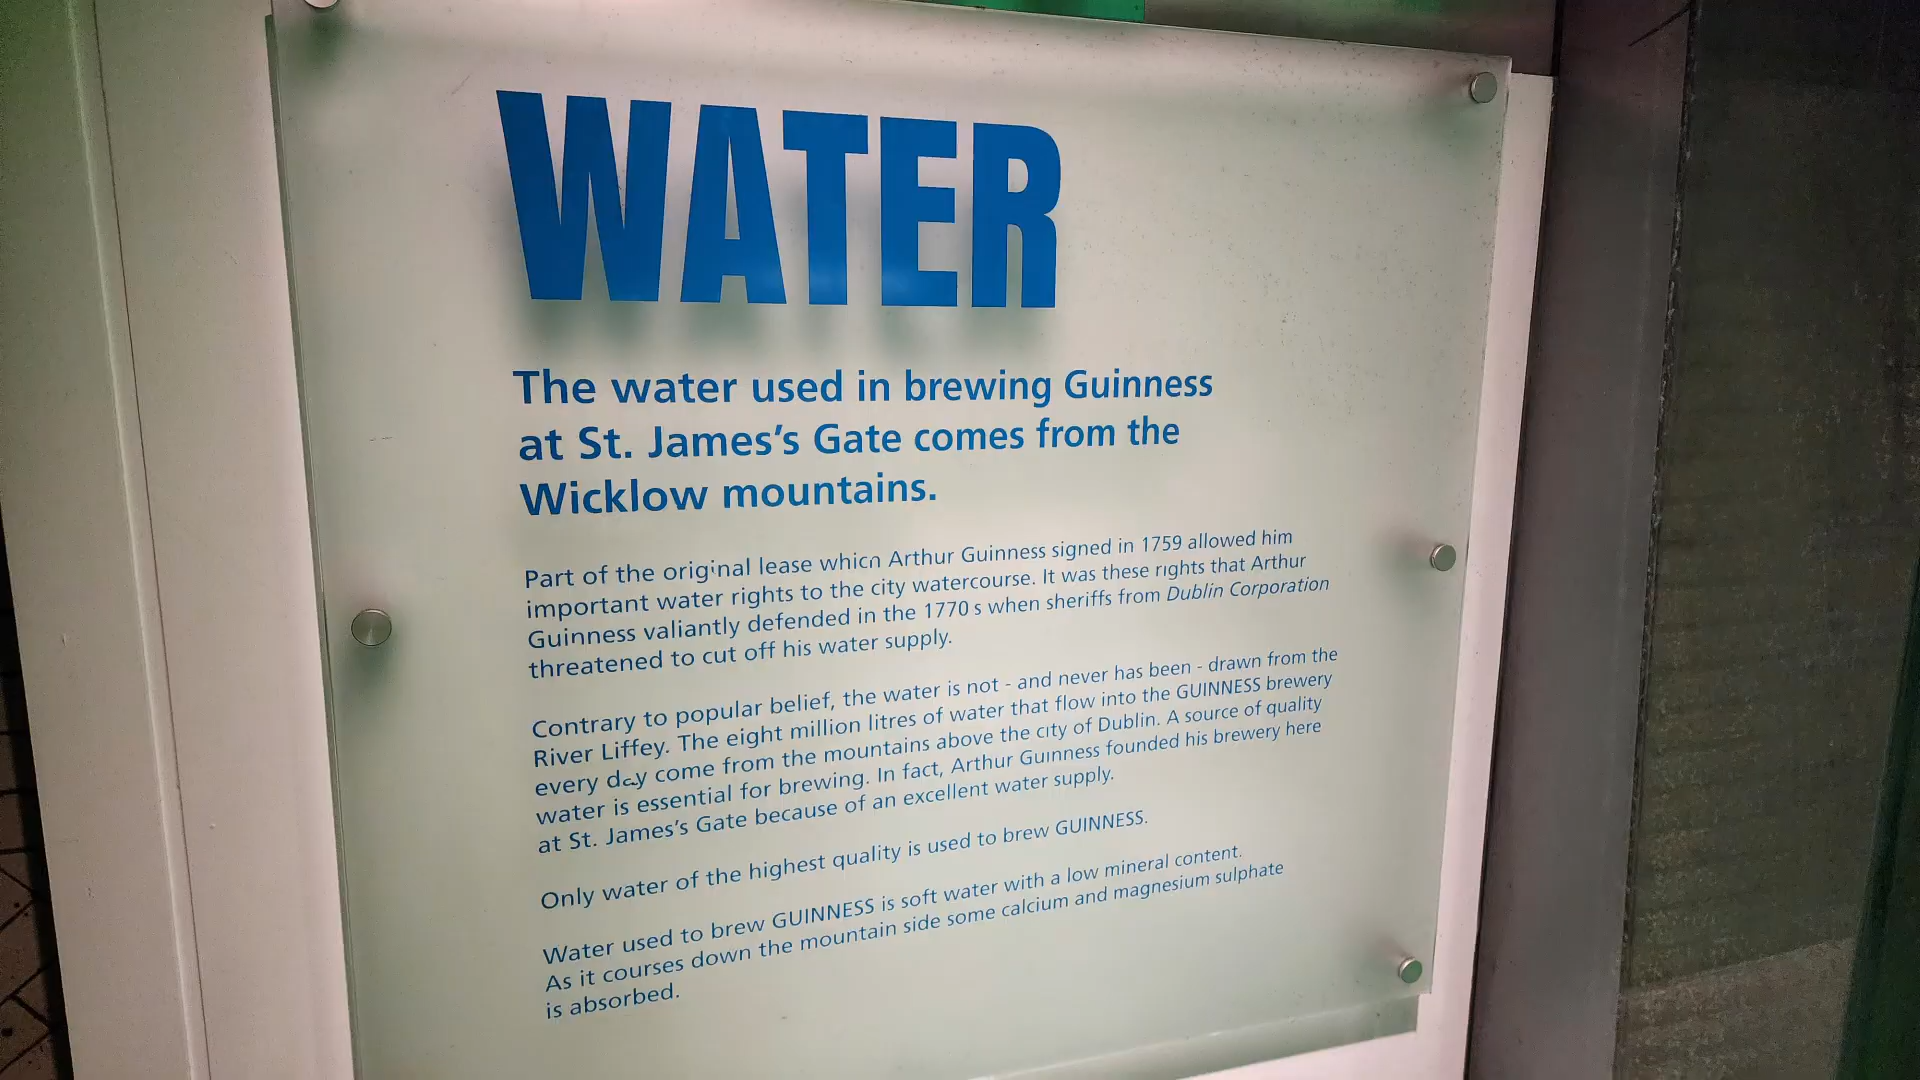 WATER
The water used in brewing Guinness
at St. James's Gate comes from the
Wicklow mountains.
Part of the original lease which Arthur Guinness signed in 1759 allowed him
important water rights to the city watercourse. It was these rights that Arthur
Guinness valiantly defended in the 1770 s when sheriffs from Dublin Corporation
threatened to cut off his water supply.
Contrary to popular belief, the water is not - and never has been - drawn from the
River Liffey. The eight million litres of water that flow into the GUINNESS brewery
every day come from the mountains above the city of Dublin. A source of quality
water is essential for brewing. In fact, Arthur Guinness founded his brewery here
at St. James's Gate because of an excellent water supply.
Only water of the highest quality is used to brew GUINNESS.
Water used to brew GUINNESS is soft water with a low mineral content.
As it courses down the mountain side some calcium and magnesium sulphate
is absorbed.